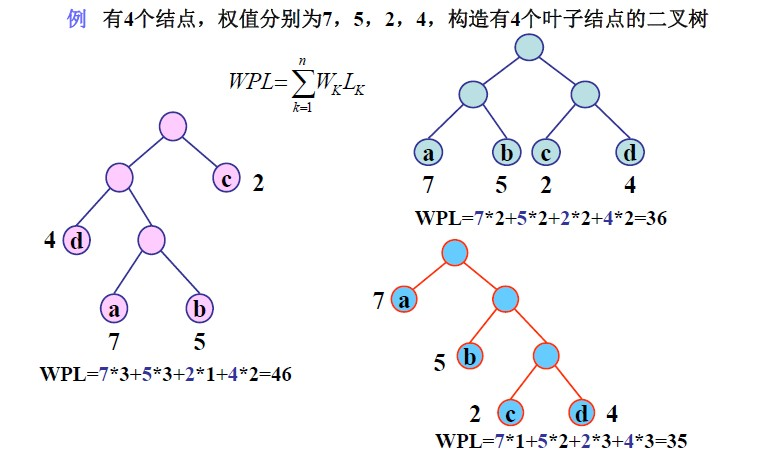 例 有4个结点，权值分别为7，5，2，4，构造有4个叶子结点的二叉树
WPL=∑WKLK
n
k=1
a b c d
7 5 2 4
WPL=7*2+5*2+2*2+4*2=36
c 2
4 d
a b
7 5
WPL=7*3+5*3+2*1+4*2=46
7 a
5 b
2 c d 4
WPL=7*1+5*2+2*3+4*3=35